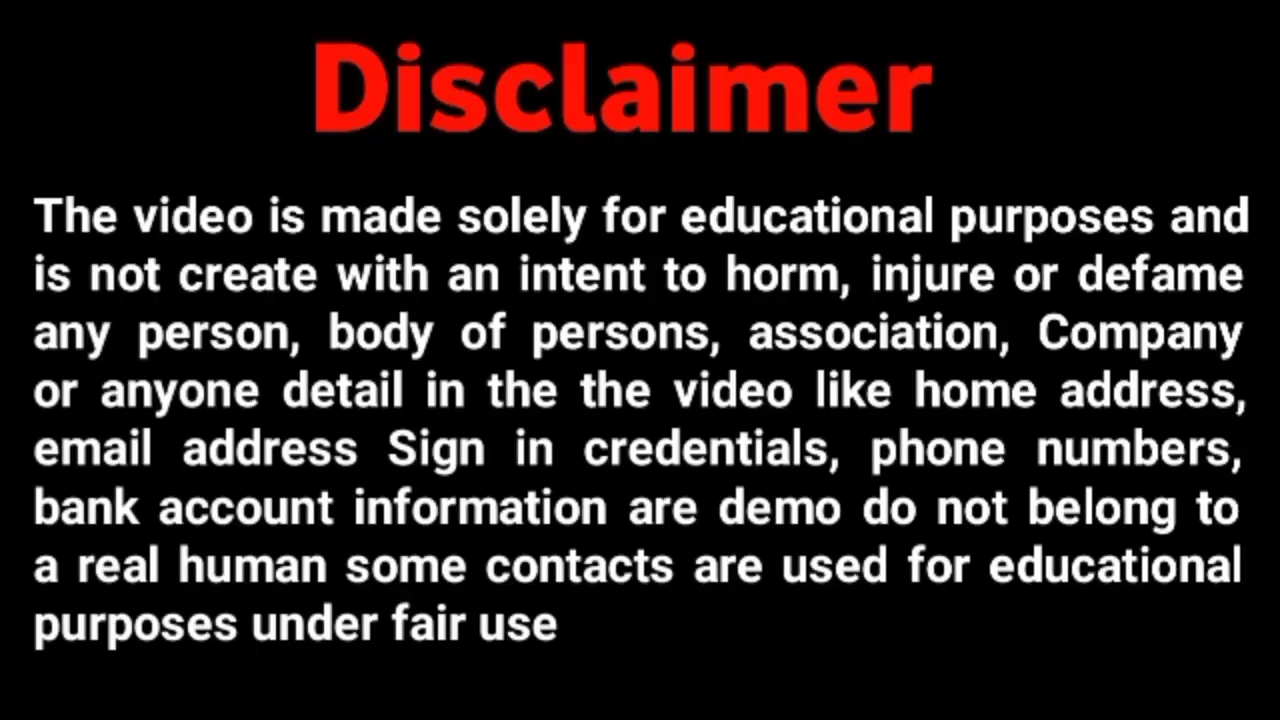 Disclaimer
The video is made solely for educational purposes and
is not create with an intent to horm, injure or defame
any person, body of persons, association, Company
or anyone detail in the the video like home address,
email address Sign in credentials, phone numbers,
bank account information are demo do not belong to
a real human some contacts are used for educational
purposes under fair use